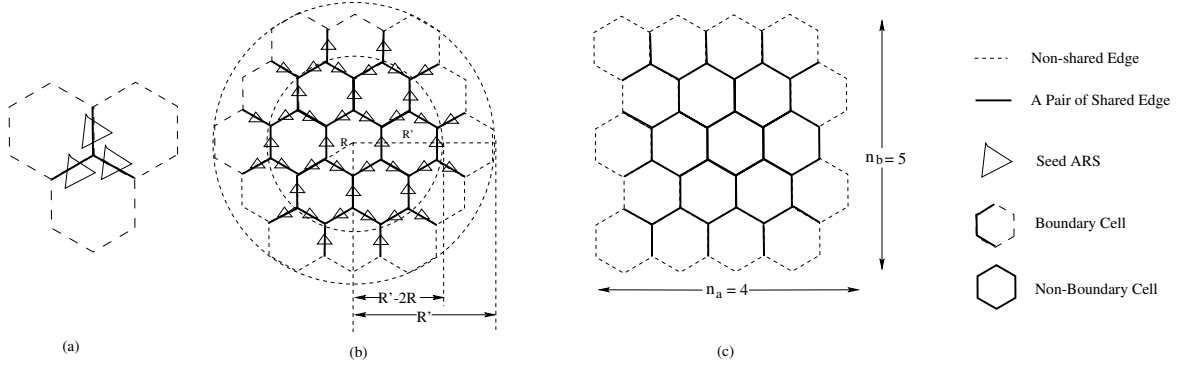 R
R'
R'-2R
R'
n_b = 5
n_a = 4
(a)
(b)
(c)
Non-shared Edge
A Pair of Shared Edge
Seed ARS
Boundary Cell
Non-Boundary Cell